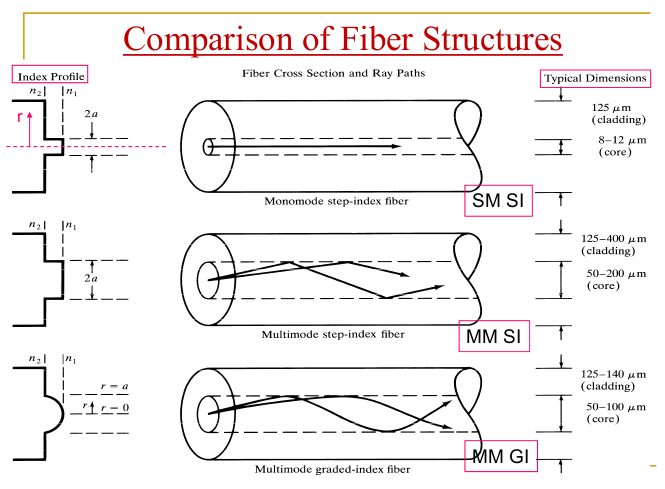 Comparison of Fiber Structures
Index Profile
Fiber Cross Section and Ray Paths
Typical Dimensions
n₂ n₁
r
2a
125 μm
(cladding)
8–12 μm
(core)
Monomode step-index fiber
SM SI
n₂ n₁
2a
125–400 μm
(cladding)
50–200 μm
(core)
Multimode step-index fiber
MM SI
n₂ n₁
r = a
r
r = 0
125–140 μm
(cladding)
50–100 μm
(core)
Multimode graded-index fiber
MM GI